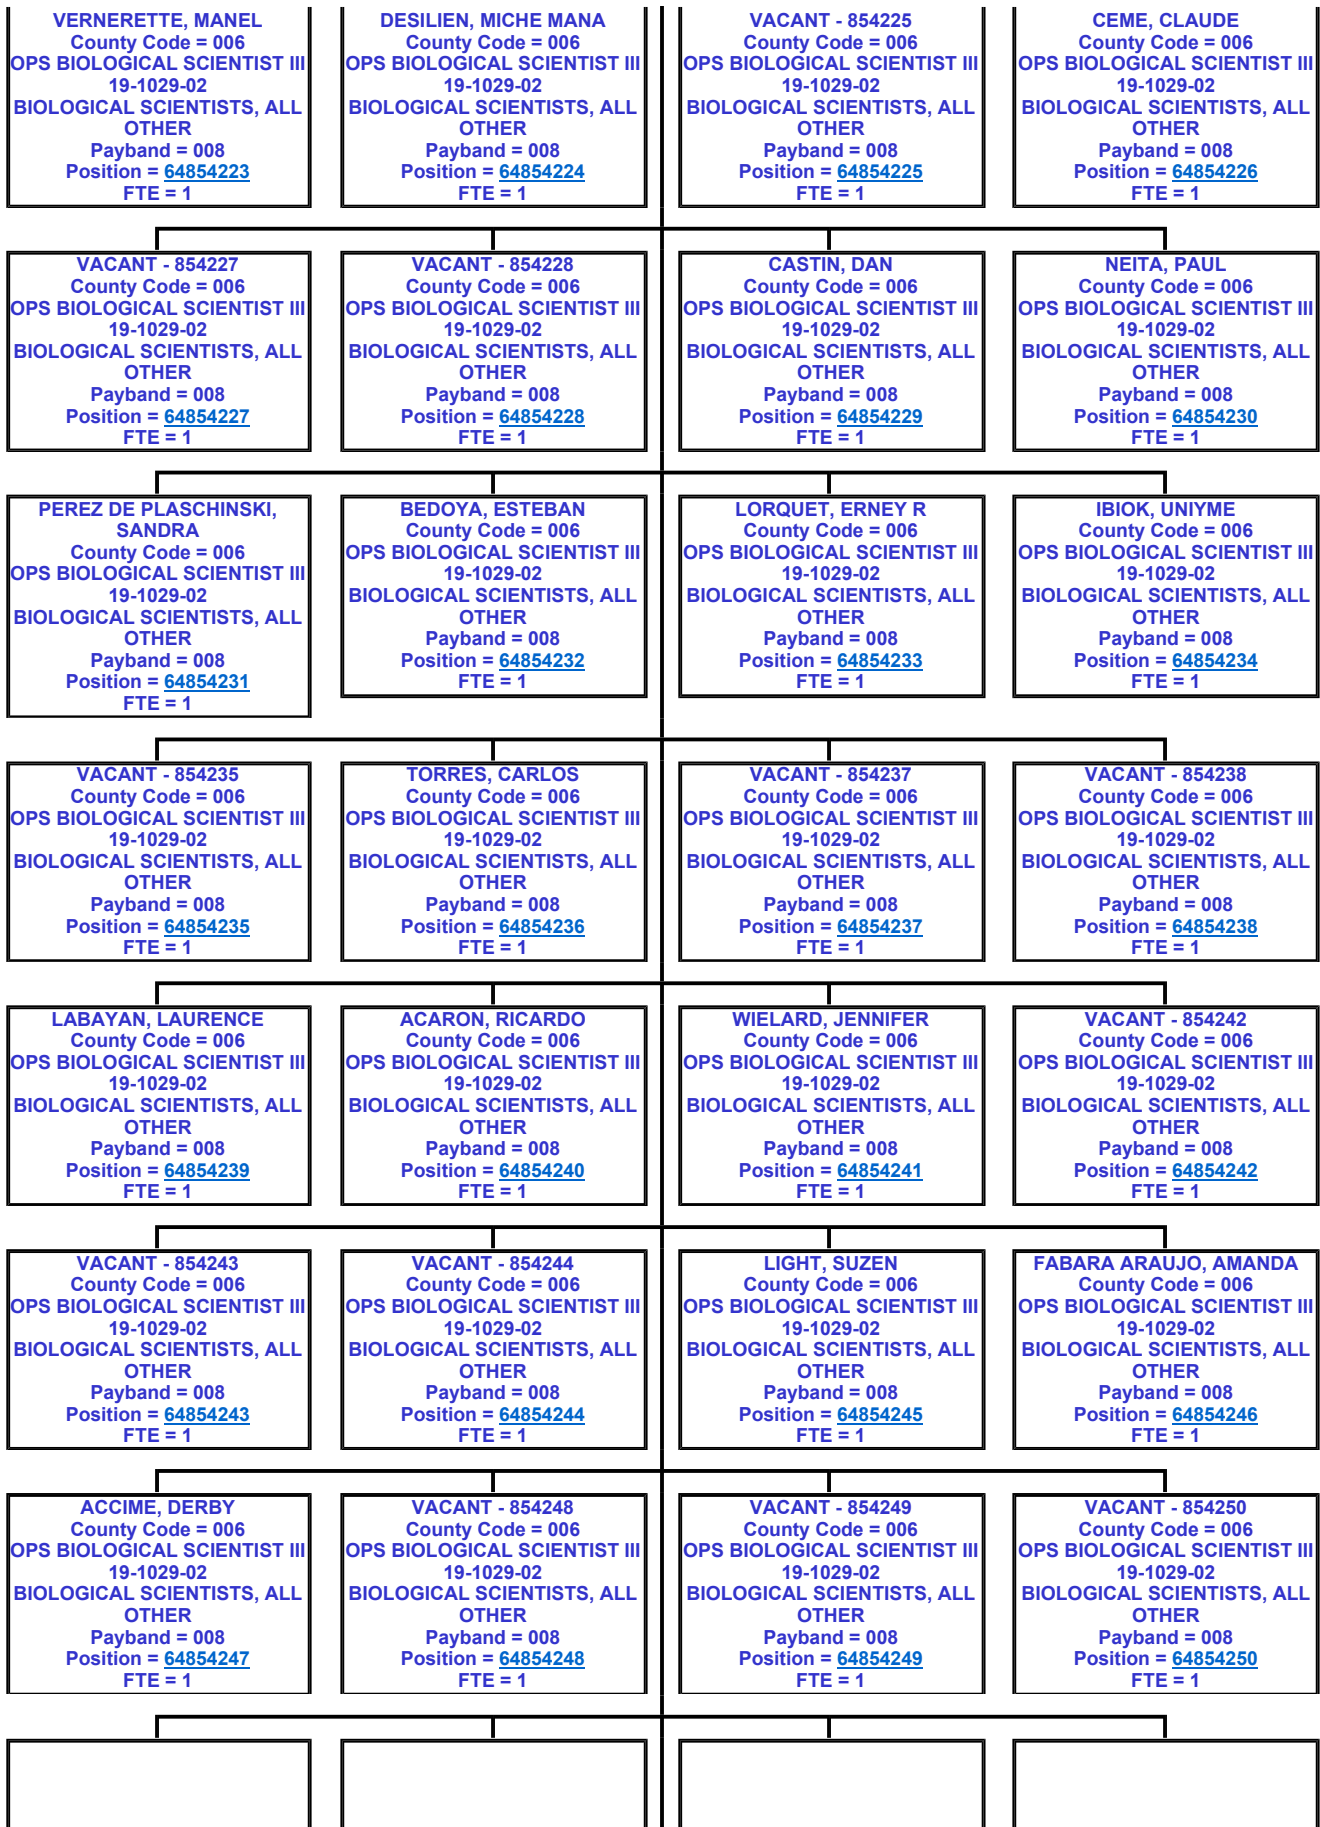 VERNERETTE, MANEL
County Code = 006
OPS BIOLOGICAL SCIENTIST III
19-1029-02
BIOLOGICAL SCIENTISTS, ALL
OTHER
Payband = 008
Position = 64854223
FTE = 1
DESILIEN, MICHE MANA
County Code = 006
OPS BIOLOGICAL SCIENTIST III
19-1029-02
BIOLOGICAL SCIENTISTS, ALL
OTHER
Payband = 008
Position = 64854224
FTE = 1
VACANT - 854225
County Code = 006
OPS BIOLOGICAL SCIENTIST III
19-1029-02
BIOLOGICAL SCIENTISTS, ALL
OTHER
Payband = 008
Position = 64854225
FTE = 1
CEME, CLAUDE
County Code = 006
OPS BIOLOGICAL SCIENTIST III
19-1029-02
BIOLOGICAL SCIENTISTS, ALL
OTHER
Payband = 008
Position = 64854226
FTE = 1
VACANT - 854227
County Code = 006
OPS BIOLOGICAL SCIENTIST III
19-1029-02
BIOLOGICAL SCIENTISTS, ALL
OTHER
Payband = 008
Position = 64854227
FTE = 1
VACANT - 854228
County Code = 006
OPS BIOLOGICAL SCIENTIST III
19-1029-02
BIOLOGICAL SCIENTISTS, ALL
OTHER
Payband = 008
Position = 64854228
FTE = 1
CASTIN, DAN
County Code = 006
OPS BIOLOGICAL SCIENTIST III
19-1029-02
BIOLOGICAL SCIENTISTS, ALL
OTHER
Payband = 008
Position = 64854229
FTE = 1
NEITA, PAUL
County Code = 006
OPS BIOLOGICAL SCIENTIST III
19-1029-02
BIOLOGICAL SCIENTISTS, ALL
OTHER
Payband = 008
Position = 64854230
FTE = 1
PEREZ DE PLASCHINSKI,
SANDRA
County Code = 006
OPS BIOLOGICAL SCIENTIST III
19-1029-02
BIOLOGICAL SCIENTISTS, ALL
OTHER
Payband = 008
Position = 64854231
FTE = 1
BEDOYA, ESTEBAN
County Code = 006
OPS BIOLOGICAL SCIENTIST III
19-1029-02
BIOLOGICAL SCIENTISTS, ALL
OTHER
Payband = 008
Position = 64854232
FTE = 1
LORQUET, ERNEY R
County Code = 006
OPS BIOLOGICAL SCIENTIST III
19-1029-02
BIOLOGICAL SCIENTISTS, ALL
OTHER
Payband = 008
Position = 64854233
FTE = 1
IBIOK, UNIYME
County Code = 006
OPS BIOLOGICAL SCIENTIST III
19-1029-02
BIOLOGICAL SCIENTISTS, ALL
OTHER
Payband = 008
Position = 64854234
FTE = 1
VACANT - 854235
County Code = 006
OPS BIOLOGICAL SCIENTIST III
19-1029-02
BIOLOGICAL SCIENTISTS, ALL
OTHER
Payband = 008
Position = 64854235
FTE = 1
TORRES, CARLOS
County Code = 006
OPS BIOLOGICAL SCIENTIST III
19-1029-02
BIOLOGICAL SCIENTISTS, ALL
OTHER
Payband = 008
Position = 64854236
FTE = 1
VACANT - 854237
County Code = 006
OPS BIOLOGICAL SCIENTIST III
19-1029-02
BIOLOGICAL SCIENTISTS, ALL
OTHER
Payband = 008
Position = 64854237
FTE = 1
VACANT - 854238
County Code = 006
OPS BIOLOGICAL SCIENTIST III
19-1029-02
BIOLOGICAL SCIENTISTS, ALL
OTHER
Payband = 008
Position = 64854238
FTE = 1
LABAYAN, LAURENCE
County Code = 006
OPS BIOLOGICAL SCIENTIST III
19-1029-02
BIOLOGICAL SCIENTISTS, ALL
OTHER
Payband = 008
Position = 64854239
FTE = 1
ACARON, RICARDO
County Code = 006
OPS BIOLOGICAL SCIENTIST III
19-1029-02
BIOLOGICAL SCIENTISTS, ALL
OTHER
Payband = 008
Position = 64854240
FTE = 1
WIELARD, JENNIFER
County Code = 006
OPS BIOLOGICAL SCIENTIST III
19-1029-02
BIOLOGICAL SCIENTISTS, ALL
OTHER
Payband = 008
Position = 64854241
FTE = 1
VACANT - 854242
County Code = 006
OPS BIOLOGICAL SCIENTIST III
19-1029-02
BIOLOGICAL SCIENTISTS, ALL
OTHER
Payband = 008
Position = 64854242
FTE = 1
VACANT - 854243
County Code = 006
OPS BIOLOGICAL SCIENTIST III
19-1029-02
BIOLOGICAL SCIENTISTS, ALL
OTHER
Payband = 008
Position = 64854243
FTE = 1
VACANT - 854244
County Code = 006
OPS BIOLOGICAL SCIENTIST III
19-1029-02
BIOLOGICAL SCIENTISTS, ALL
OTHER
Payband = 008
Position = 64854244
FTE = 1
LIGHT, SUZEN
County Code = 006
OPS BIOLOGICAL SCIENTIST III
19-1029-02
BIOLOGICAL SCIENTISTS, ALL
OTHER
Payband = 008
Position = 64854245
FTE = 1
FABARA ARAUJO, AMANDA
County Code = 006
OPS BIOLOGICAL SCIENTIST III
19-1029-02
BIOLOGICAL SCIENTISTS, ALL
OTHER
Payband = 008
Position = 64854246
FTE = 1
ACCIME, DERBY
County Code = 006
OPS BIOLOGICAL SCIENTIST III
19-1029-02
BIOLOGICAL SCIENTISTS, ALL
OTHER
Payband = 008
Position = 64854247
FTE = 1
VACANT - 854248
County Code = 006
OPS BIOLOGICAL SCIENTIST III
19-1029-02
BIOLOGICAL SCIENTISTS, ALL
OTHER
Payband = 008
Position = 64854248
FTE = 1
VACANT - 854249
County Code = 006
OPS BIOLOGICAL SCIENTIST III
19-1029-02
BIOLOGICAL SCIENTISTS, ALL
OTHER
Payband = 008
Position = 64854249
FTE = 1
VACANT - 854250
County Code = 006
OPS BIOLOGICAL SCIENTIST III
19-1029-02
BIOLOGICAL SCIENTISTS, ALL
OTHER
Payband = 008
Position = 64854250
FTE = 1